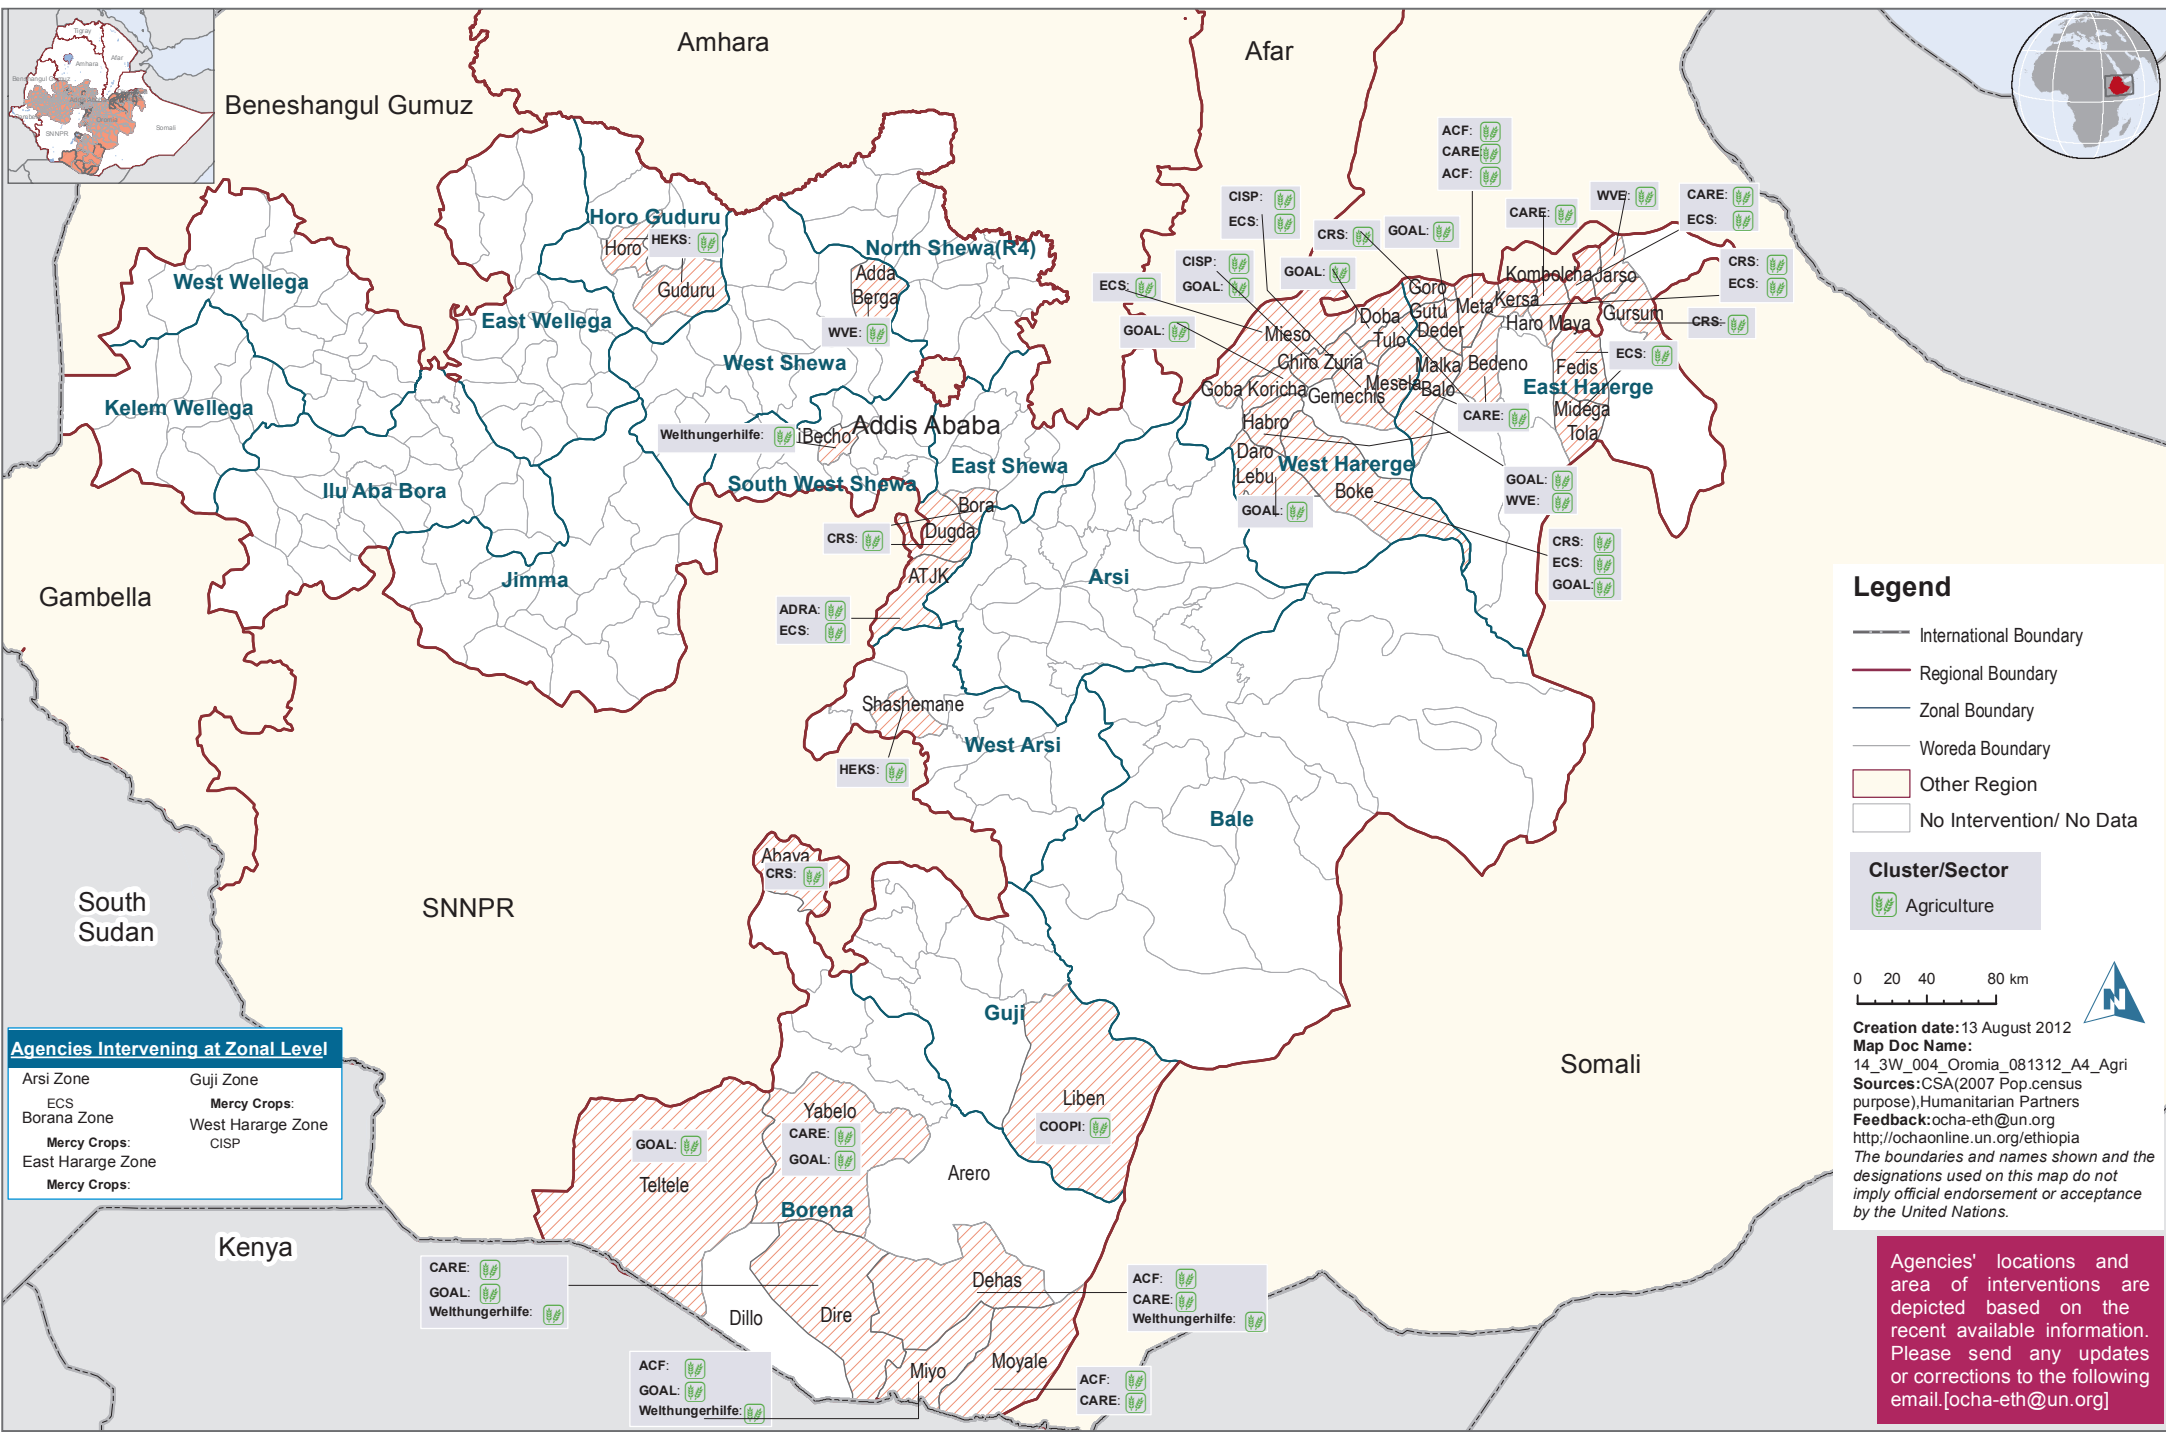 Tigray
Amhara
Afar
SNNPR
Somali
Amhara
Afar
Beneshangul Gumuz
Horo Guduru
Horo
HEKS:
Guduru
North Shewa(R4)
Adda
Berga
WVE:
West Wellega
East Wellega
West Shewa
Kelem Wellega
Addis Ababa
Welthungerhilfe:
Becho
East Shewa
South West Shewa
Ilu Aba Bora
Bora
Dugda
CRS:
ATJK
ADRA:
ECS:
Jimma
Arsi
Gambella
Shashemane
HEKS:
West Arsi
Bale
ACF:
CARE
ACF:
CISP:
ECS:
CRS:
GOAL:
CARE:
WVE:
CARE:
ECS:
CISP:
GOAL:
GOAL:
ECS:
GOAL:
CRS:
ECS:
CRS:
ECS:
Kombolcha
Jarso
Goro
Gutu
Meta
Kersa
Gursum
Doba
Deder
Haro Maya
Mieso
Tulo
Chiro Zuria
Malka
Balo
Bedeno
Fedis
East Harerge
Goba Koricha
Gemechis
Mesela
Midega
Tola
CARE:
Habro
Daro
Lebu
West Harerge
Boke
GOAL:
GOAL:
WVE:
CRS:
ECS:
GOAL:
South
Sudan
SNNPR
Abaya
CRS:
Guji
Liben
COOPI:
Somali
Yabelo
CARE:
GOAL:
GOAL:
Teltele
Borena
Arero
Kenya
CARE:
GOAL:
Welthungerhilfe:
Dillo
Dire
Dehas
ACF:
CARE:
Welthungerhilfe:
Miyo
Moyale
ACF:
GOAL:
Welthungerhilfe:
ACF:
CARE:
Agencies Intervening at Zonal Level
Arsi Zone
ECS
Borana Zone
Mercy Crops:
East Hararge Zone
Mercy Crops:
Guji Zone
Mercy Crops:
West Hararge Zone
CISP
Legend
International Boundary
Regional Boundary
Zonal Boundary
Woreda Boundary
Other Region
No Intervention/ No Data
Cluster/Sector
Agriculture
0 20 40 80 km
N
Creation date:13 August 2012
Map Doc Name:
14_3W_004_Oromia_081312_A4_Agri
Sources:CSA(2007 Pop.census
purpose),Humanitarian Partners
Feedback:ocha-eth@un.org
http;//ochaonline.un.org/ethiopia
The boundaries and names shown and the
designations used on this map do not
imply official endorsement or acceptance
by the United Nations.
Agencies' locations and
area of interventions are
depicted based on the
recent available information.
Please send any updates
or corrections to the following
email.[ocha-eth@un.org]